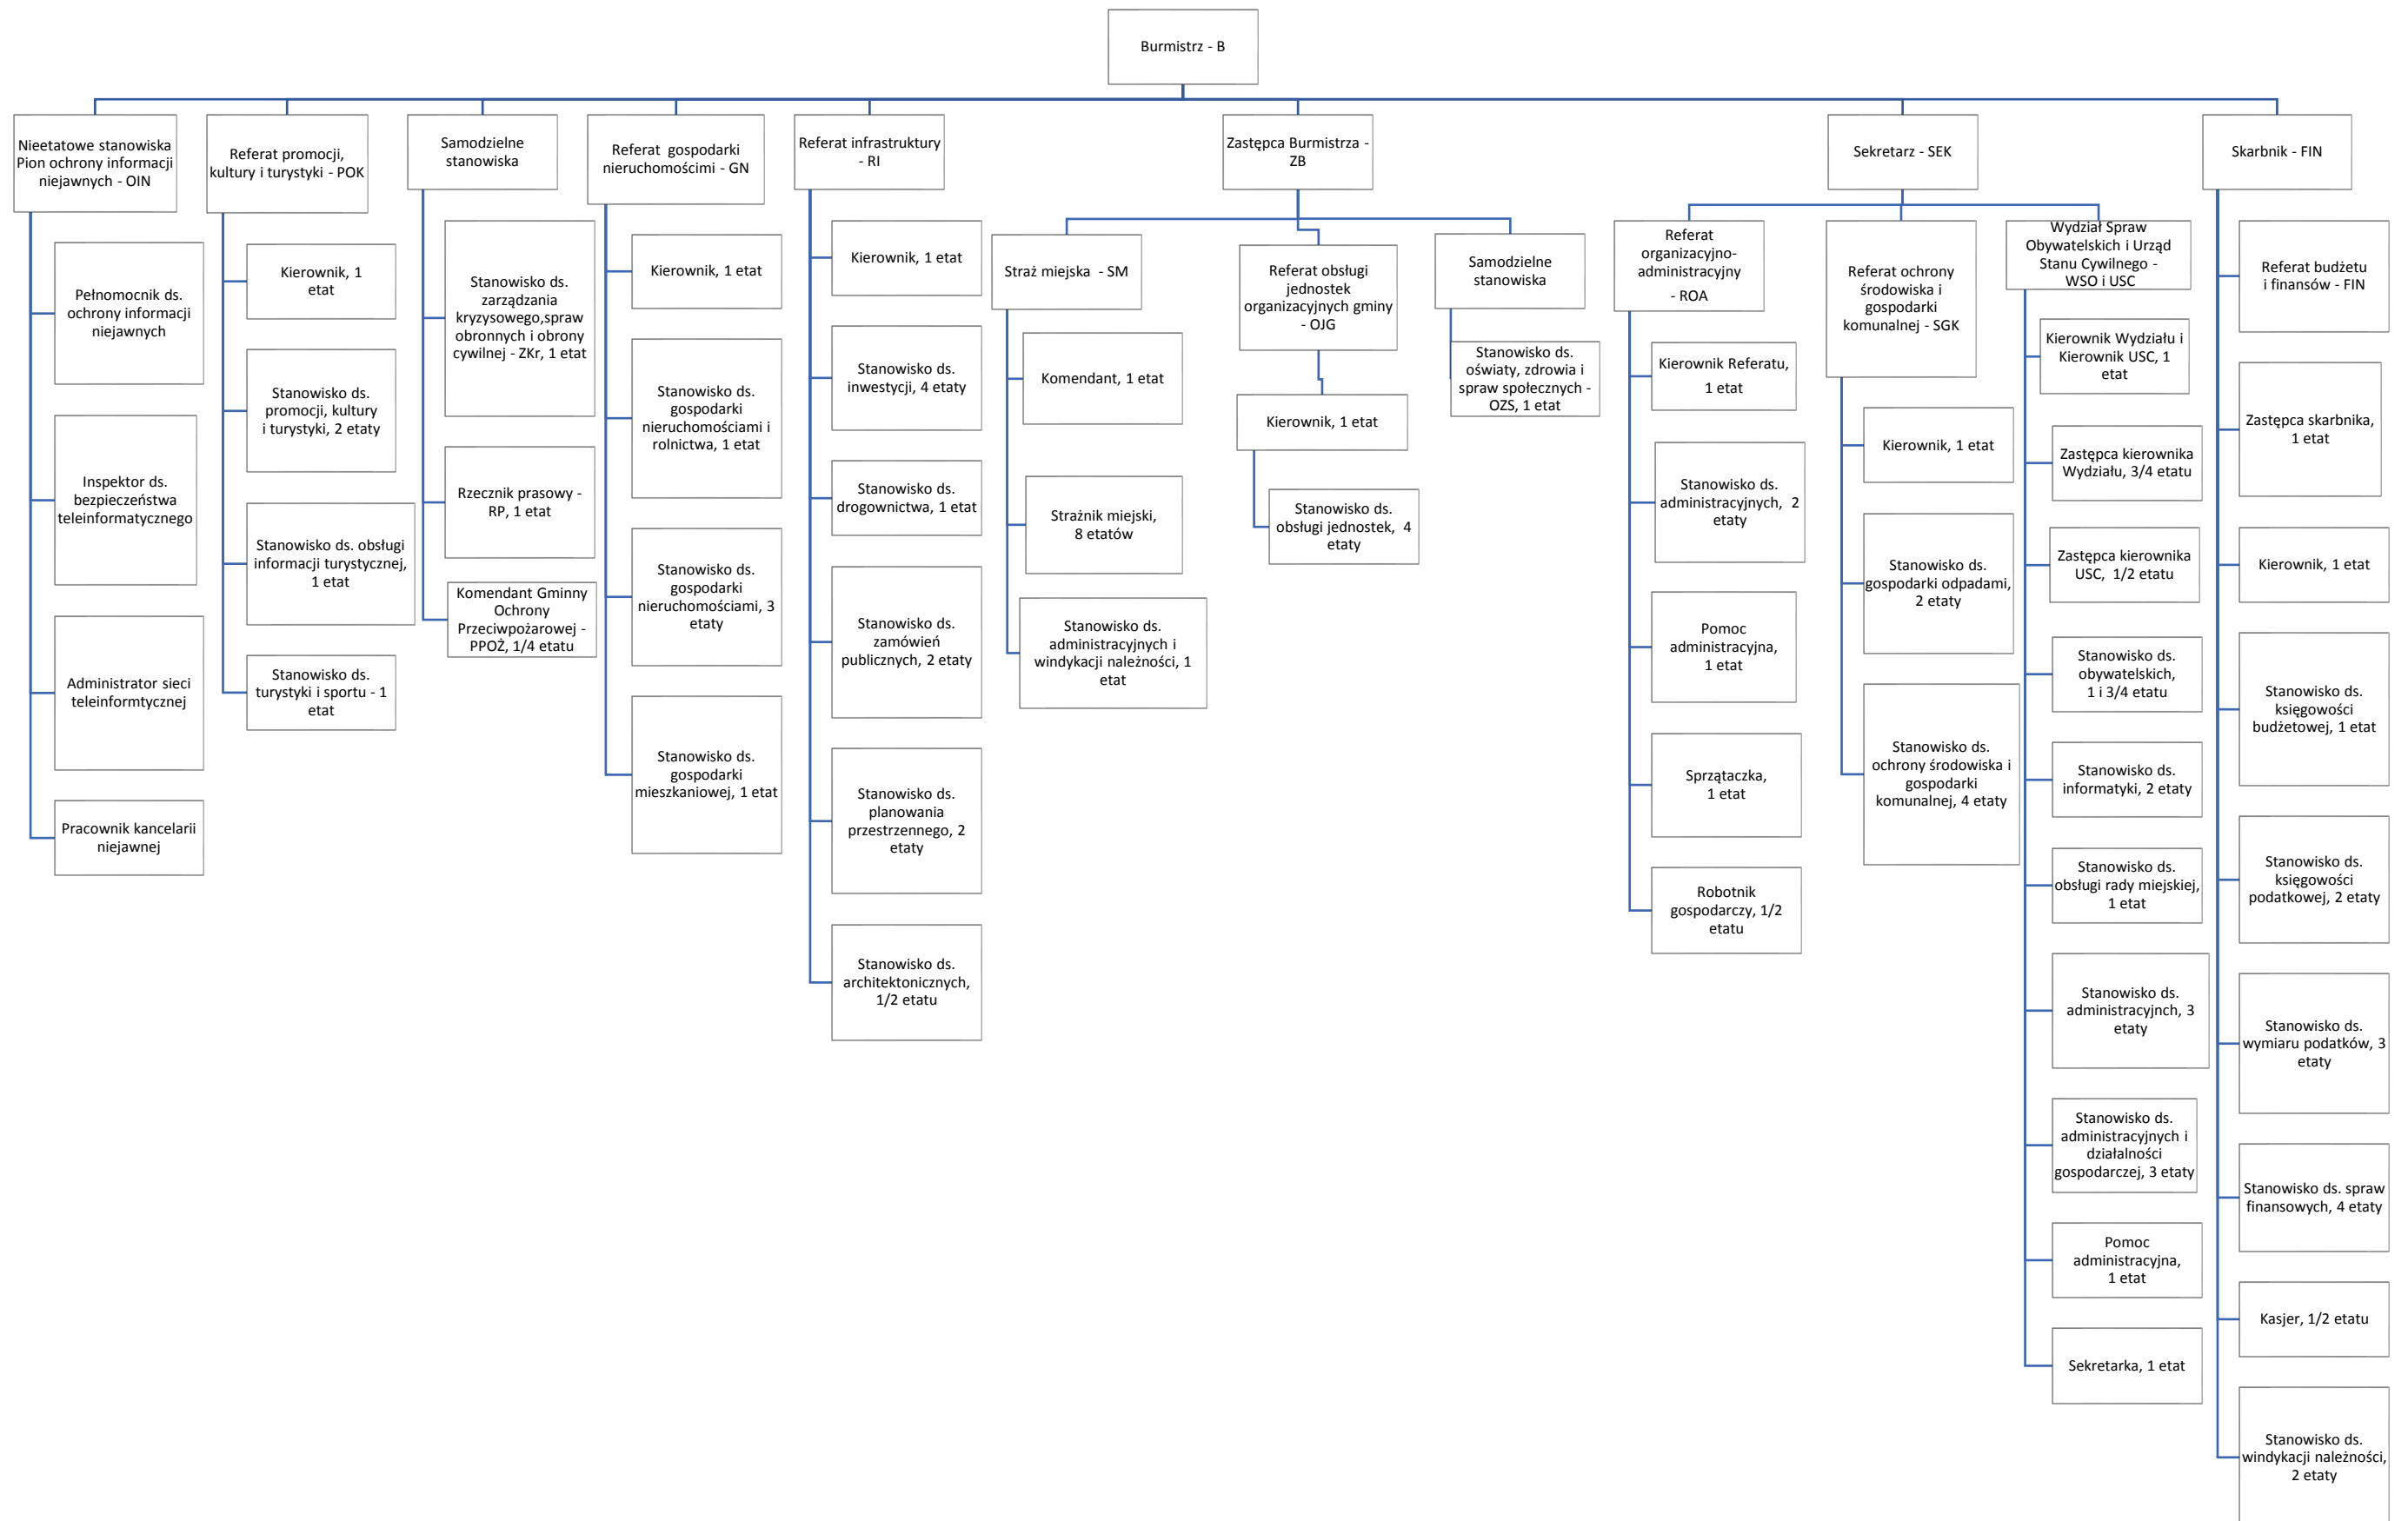 Burmistrz - B
Nieetatowe stanowiska
Pion ochrony informacji
niejawnych - OIN
Pełnomocnik ds.
ochrony informacji
niejawnych
Inspektor ds.
bezpieczeństwa
teleinformatycznego
Administrator sieci
teleinformtycznej
Pracownik kancelarii
niejawnej
Referat promocji,
kultury i turystyki - POK
Kierownik, 1
etat
Stanowisko ds.
promocji, kultury
i turystyki, 2 etaty
Stanowisko ds. obsługi
informacji turystycznej,
1 etat
Stanowisko ds.
turystyki i sportu - 1
etat
Samodzielne
stanowiska
Stanowisko ds.
zarządzania
kryzysowego,spraw
obronnych i obrony
cywilnej - ZKr, 1 etat
Rzecznik prasowy -
RP, 1 etat
Komendant Gminny
Ochrony
Przeciwpożarowej -
PPOŻ, 1/4 etatu
Referat  gospodarki
nieruchomościmi - GN
Kierownik, 1 etat
Stanowisko ds.
gospodarki
nieruchomościami i
rolnictwa, 1 etat
Stanowisko ds.
gospodarki
nieruchomościami, 3
etaty
Stanowisko ds.
gospodarki
mieszkaniowej, 1 etat
Referat infrastruktury
- RI
Kierownik, 1 etat
Stanowisko ds.
inwestycji, 4 etaty
Stanowisko ds.
drogownictwa, 1 etat
Stanowisko ds.
zamówień
publicznych, 2 etaty
Stanowisko ds.
planowania
przestrzennego, 2
etaty
Stanowisko ds.
architektonicznych,
1/2 etatu
Zastępca Burmistrza -
ZB
Straż miejska  - SM
Komendant, 1 etat
Strażnik miejski,
8 etatów
Stanowisko ds.
administracyjnych i
windykacji należności, 1
etat
Referat obsługi
jednostek
organizacyjnych gminy
- OJG
Kierownik, 1 etat
Stanowisko ds.
obsługi jednostek,  4
etaty
Samodzielne
stanowiska
Stanowisko ds.
oświaty, zdrowia i
spraw społecznych -
OZS, 1 etat
Sekretarz - SEK
Referat
organizacyjno-
administracyjny
- ROA
Kierownik Referatu,
1 etat
Stanowisko ds.
administracyjnych,  2
etaty
Pomoc
administracyjna,
1 etat
Sprzątaczka,
1 etat
Robotnik
gospodarczy, 1/2
etatu
Referat ochrony
środowiska i
gospodarki
komunalnej - SGK
Kierownik, 1 etat
Stanowisko ds.
gospodarki odpadami,
2 etaty
Stanowisko ds.
ochrony środowiska i
gospodarki
komunalnej, 4 etaty
Wydział Spraw
Obywatelskich i Urząd
Stanu Cywilnego -
WSO i USC
Kierownik Wydziału i
Kierownik USC, 1
etat
Zastępca kierownika
Wydziału, 3/4 etatu
Zastępca kierownika
USC,  1/2 etatu
Stanowisko ds.
obywatelskich,
1 i 3/4 etatu
Stanowisko ds.
informatyki, 2 etaty
Stanowisko ds.
obsługi rady miejskiej,
1 etat
Stanowisko ds.
administracyjnch, 3
etaty
Stanowisko ds.
administracyjnych i
działalności
gospodarczej, 3 etaty
Pomoc
administracyjna,
1 etat
Sekretarka, 1 etat
Skarbnik - FIN
Referat budżetu
i finansów - FIN
Zastępca skarbnika,
1 etat
Kierownik, 1 etat
Stanowisko ds.
księgowości
budżetowej, 1 etat
Stanowisko ds.
księgowości
podatkowej, 2 etaty
Stanowisko ds.
wymiaru podatków, 3
etaty
Stanowisko ds. spraw
finansowych, 4 etaty
Kasjer, 1/2 etatu
Stanowisko ds.
windykacji należności,
2 etaty